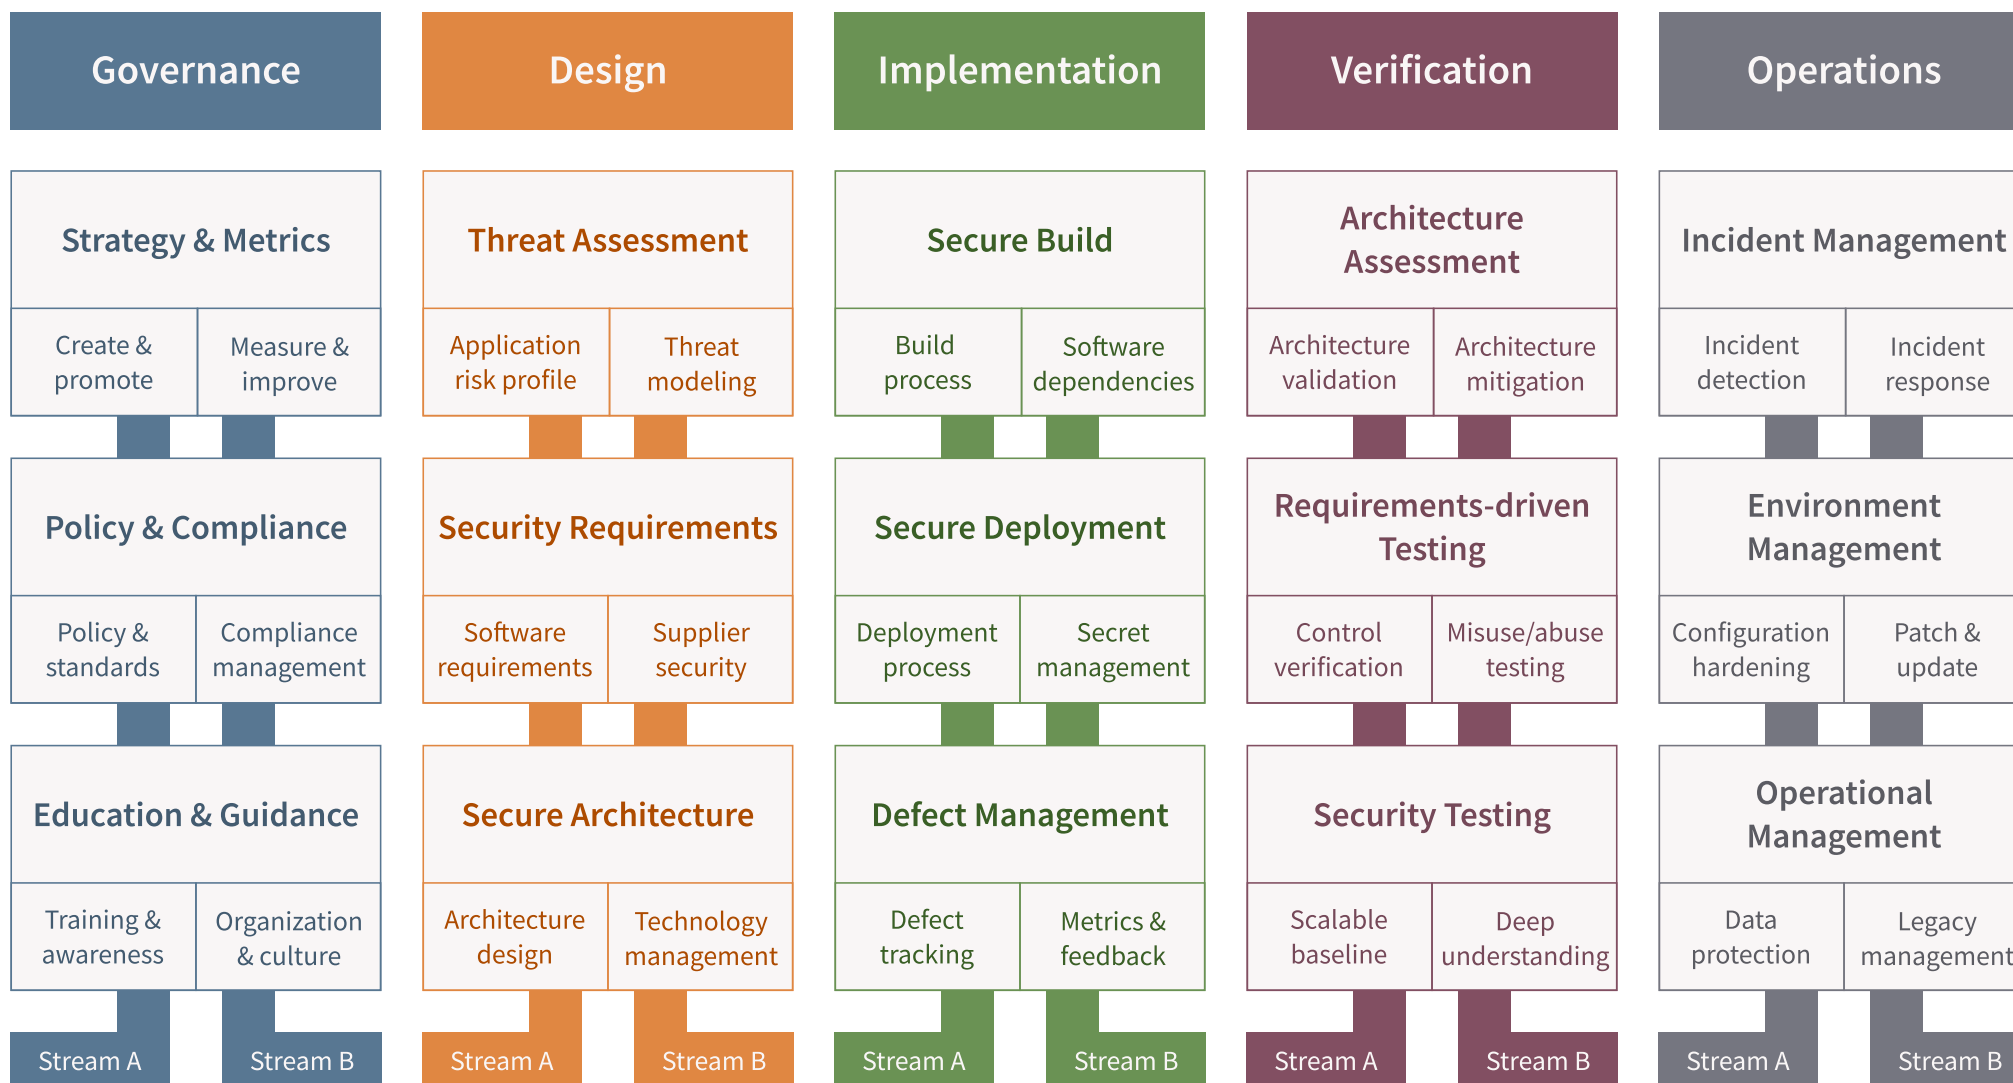 Governance
Design
Implementation
Verification
Operations
Strategy & Metrics
Create &
promote
Measure &
improve
Policy & Compliance
Policy &
standards
Compliance
management
Education & Guidance
Training &
awareness
Organization
& culture
Stream A
Stream B
Threat Assessment
Application
risk profile
Threat
modeling
Security Requirements
Software
requirements
Supplier
security
Secure Architecture
Architecture
design
Technology
management
Stream A
Stream B
Secure Build
Build
process
Software
dependencies
Secure Deployment
Deployment
process
Secret
management
Defect Management
Defect
tracking
Metrics &
feedback
Stream A
Stream B
Architecture
Assessment
Architecture
validation
Architecture
mitigation
Requirements-driven
Testing
Control
verification
Misuse/abuse
testing
Security Testing
Scalable
baseline
Deep
understanding
Stream A
Stream B
Incident Management
Incident
detection
Incident
response
Environment
Management
Configuration
hardening
Patch &
update
Operational
Management
Data
protection
Legacy
management
Stream A
Stream B